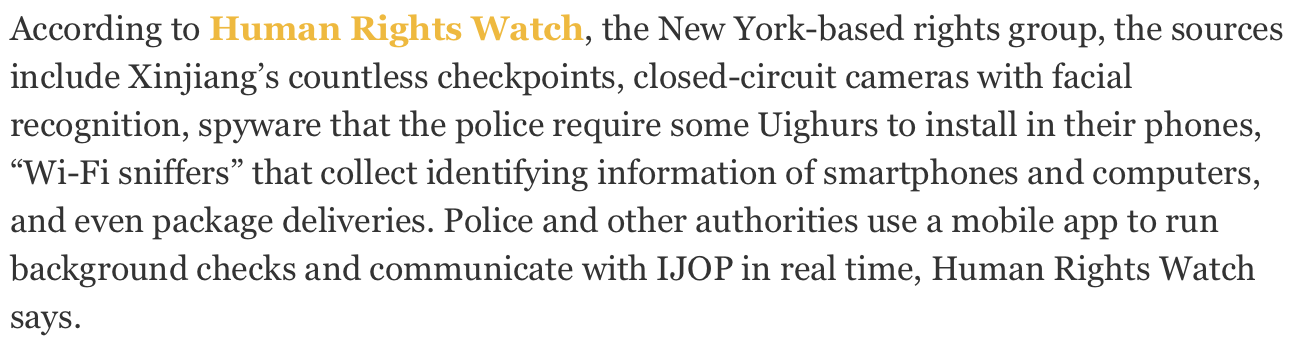 According to Human Rights Watch, the New York-based rights group, the sources
include Xinjiang’s countless checkpoints, closed-circuit cameras with facial
recognition, spyware that the police require some Uighurs to install in their phones,
“Wi-Fi sniffers” that collect identifying information of smartphones and computers,
and even package deliveries. Police and other authorities use a mobile app to run
background checks and communicate with IJOP in real time, Human Rights Watch
says.